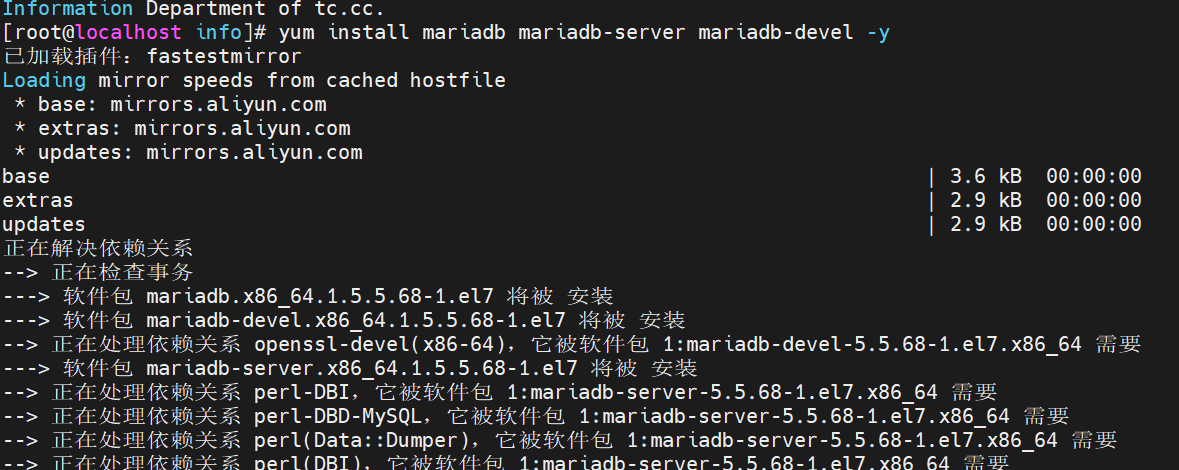 Information Department of tc.cc.
[root@localhost info]# yum install mariadb mariadb-server mariadb-devel -y
已加载插件：fastestmirror
Loading mirror speeds from cached hostfile
 * base: mirrors.aliyun.com
 * extras: mirrors.aliyun.com
 * updates: mirrors.aliyun.com
base | 3.6 kB 00:00:00
extras | 2.9 kB 00:00:00
updates | 2.9 kB 00:00:00
正在解决依赖关系
--> 正在检查事务
---> 软件包 mariadb.x86_64.1.5.5.68-1.el7 将被 安装
---> 软件包 mariadb-devel.x86_64.1.5.5.68-1.el7 将被 安装
--> 正在处理依赖关系 openssl-devel(x86-64)，它被软件包 1:mariadb-devel-5.5.68-1.el7.x86_64 需要
---> 软件包 mariadb-server.x86_64.1.5.5.68-1.el7 将被 安装
--> 正在处理依赖关系 perl-DBI，它被软件包 1:mariadb-server-5.5.68-1.el7.x86_64 需要
--> 正在处理依赖关系 perl-DBD-MySQL，它被软件包 1:mariadb-server-5.5.68-1.el7.x86_64 需要
--> 正在处理依赖关系 perl(Data::Dumper)，它被软件包 1:mariadb-server-5.5.68-1.el7.x86_64 需要
--> 正在处理依赖关系 perl(DBI)，它被软件包 1:mariadb-server-5.5.68-1.el7.x86_64 需要